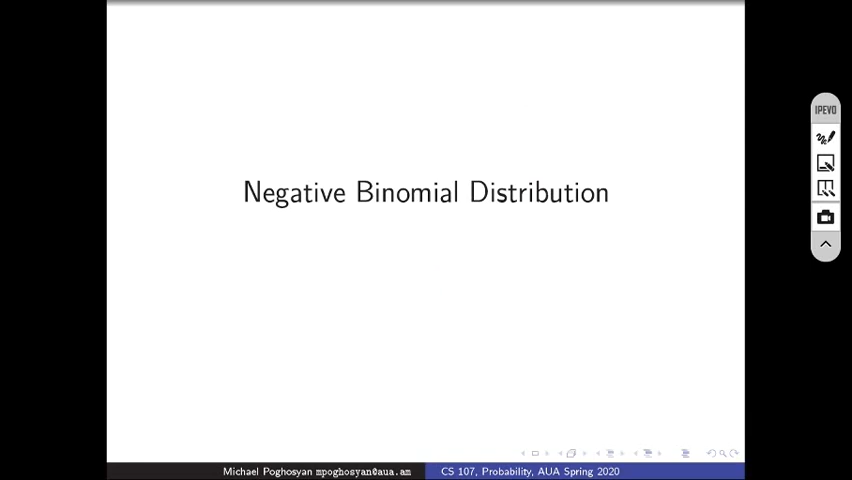 IPEVO
Negative Binomial Distribution
Michael Poghosyan mpoghosyan@aua.am CS 107, Probability, AUA Spring 2020